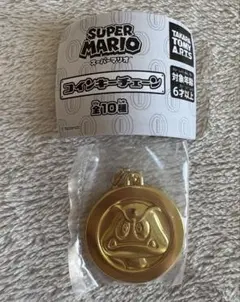 SUPER
MARIO
スーパーマリオ
コインキーチェーン
全10種
TAKARA
TOMY
ARTS
対象年齢
6才以上